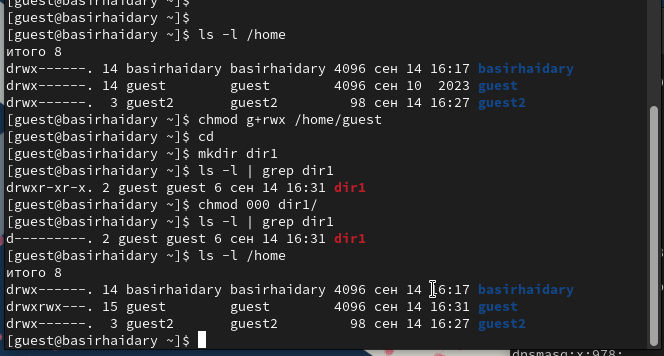 [guest@basirhaidary ~]$
[guest@basirhaidary ~]$
[guest@basirhaidary ~]$ ls -l /home
итого 8
drwx------. 14 basirhaidary basirhaidary 4096 сен 14 16:17 basirhaidary
drwx------. 14 guest        guest        4096 сен 10  2023 guest
drwx------.  3 guest2       guest2         98 сен 14 16:27 guest2
[guest@basirhaidary ~]$ chmod g+rwx /home/guest
[guest@basirhaidary ~]$ cd
[guest@basirhaidary ~]$ mkdir dir1
[guest@basirhaidary ~]$ ls -l | grep dir1
drwxr-xr-x. 2 guest guest 6 сен 14 16:31 dir1
[guest@basirhaidary ~]$ chmod 000 dir1/
[guest@basirhaidary ~]$ ls -l | grep dir1
d---------. 2 guest guest 6 сен 14 16:31 dir1
[guest@basirhaidary ~]$ ls -l /home
итого 8
drwx------. 14 basirhaidary basirhaidary 4096 сен 14 16:17 basirhaidary
drwxrwx---. 15 guest        guest        4096 сен 14 16:31 guest
drwx------.  3 guest2       guest2         98 сен 14 16:27 guest2
[guest@basirhaidary ~]$
dnsmasq:x:978: